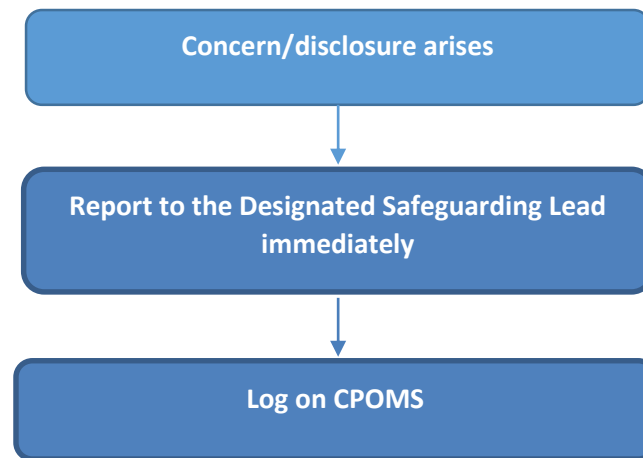 Concern/disclosure arises
Report to the Designated Safeguarding Lead
immediately
Log on CPOMS